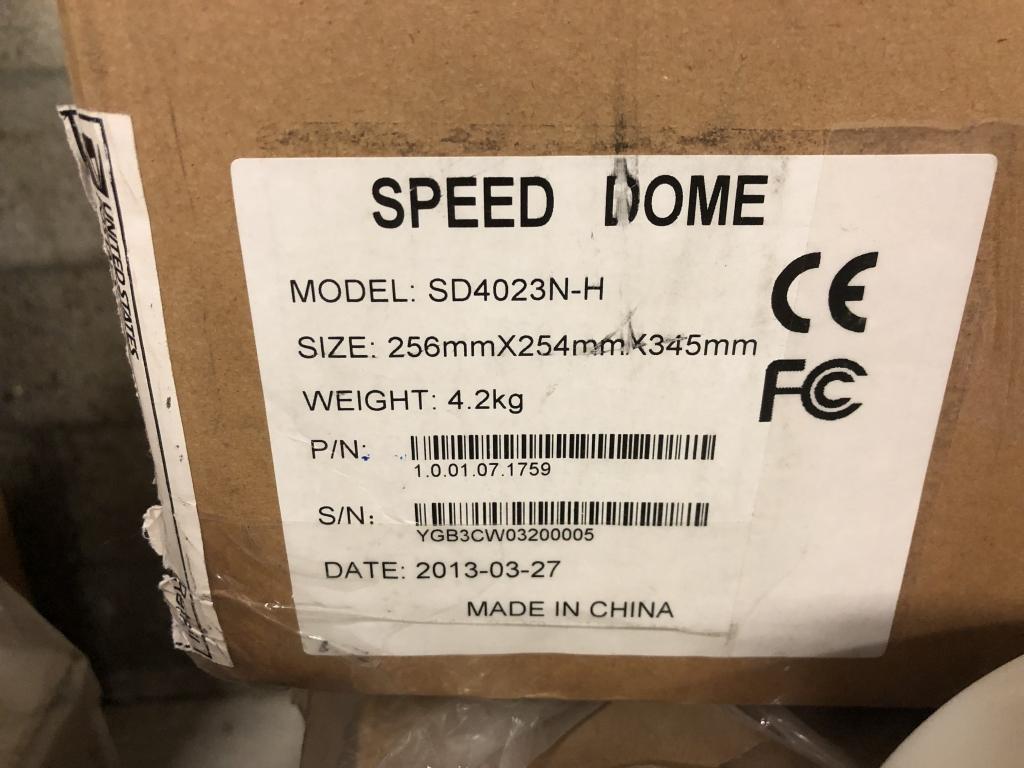 SPEED DOME
MODEL: SD4023N-H
SIZE: 256mmX254mmX345mm
WEIGHT: 4.2kg
P/N:
1.0.01.07.1759
S/N:
YGB3CW03200005
DATE: 2013-03-27
MADE IN CHINA
CE
FC
UNITED STATES